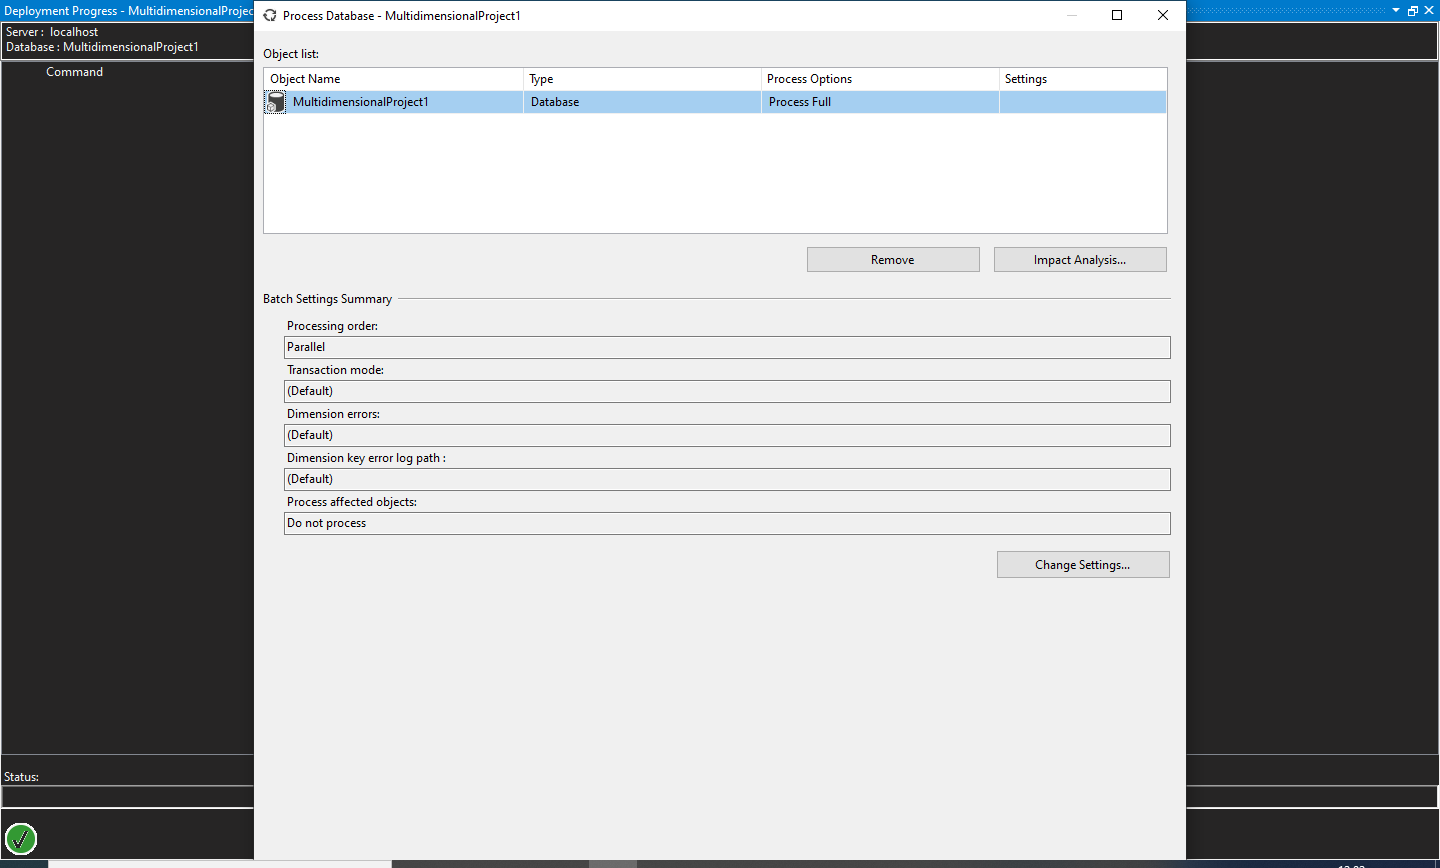 Deployment Progress - MultidimensionalProjec
Server : localhost
Database : MultidimensionalProject1
Command
Process Database - MultidimensionalProject1
Object list:
Object Name Type Process Options Settings
MultidimensionalProject1 Database Process Full
Remove Impact Analysis...
Batch Settings Summary
Processing order:
Parallel
Transaction mode:
(Default)
Dimension errors:
(Default)
Dimension key error log path :
(Default)
Process affected objects:
Do not process
Change Settings...
Status: